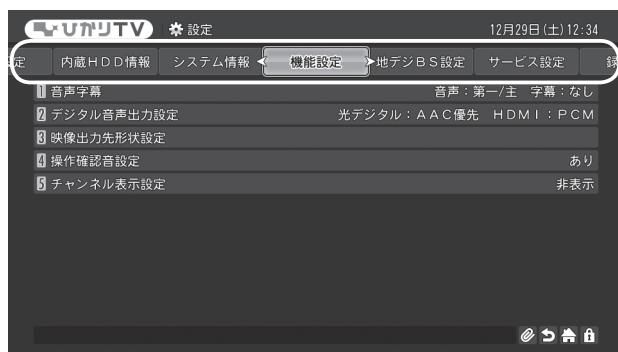 ひかりTV 設定 12月29日(土)12:34
定 内蔵HDD情報 システム情報 機能設定 地デジBS設定 サービス設定 録
1 音声字幕 音声：第一/主 字幕：なし
2 デジタル音声出力設定 光デジタル：AAC優先 HDMI：PCM
3 映像出力先形状設定
4 操作確認音設定 あり
5 チャンネル表示設定 非表示